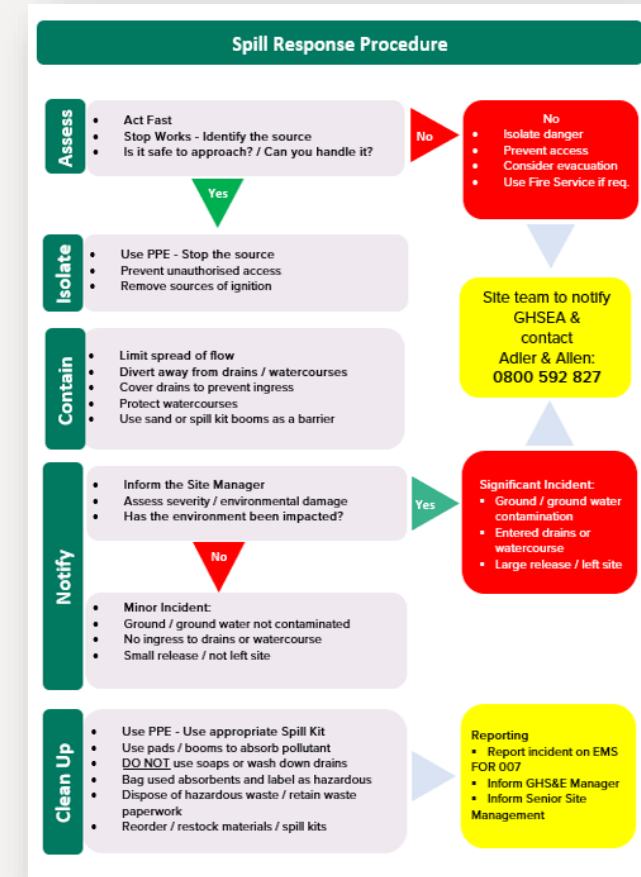 Spill Response Procedure
Assess
Act Fast
Stop Works - Identify the source
Is it safe to approach? / Can you handle it?
No
No
Isolate danger
Prevent access
Consider evacuation
Use Fire Service if req.
Yes
Isolate
Use PPE - Stop the source
Prevent unauthorised access
Remove sources of ignition
Site team to notify
GHSEA &
contact
Adler & Allen:
0800 592 827
Contain
Limit spread of flow
Divert away from drains / watercourses
Cover drains to prevent ingress
Protect watercourses
Use sand or spill kit booms as a barrier
Notify
Inform the Site Manager
Assess severity / environmental damage
Has the environment been impacted?
Yes
Significant Incident:
Ground / ground water
contamination
Entered drains or
watercourse
Large release / left site
No
Minor Incident:
Ground / ground water not contaminated
No ingress to drains or watercourse
Small release / not left site
Clean Up
Use PPE - Use appropriate Spill Kit
Use pads / booms to absorb pollutant
DO NOT use soaps or wash down drains
Bag used absorbents and label as hazardous
Dispose of hazardous waste / retain waste
paperwork
Reorder / restock materials / spill kits
Reporting
Report incident on EMS
FOR 007
Inform GHS&E Manager
Inform Senior Site
Management